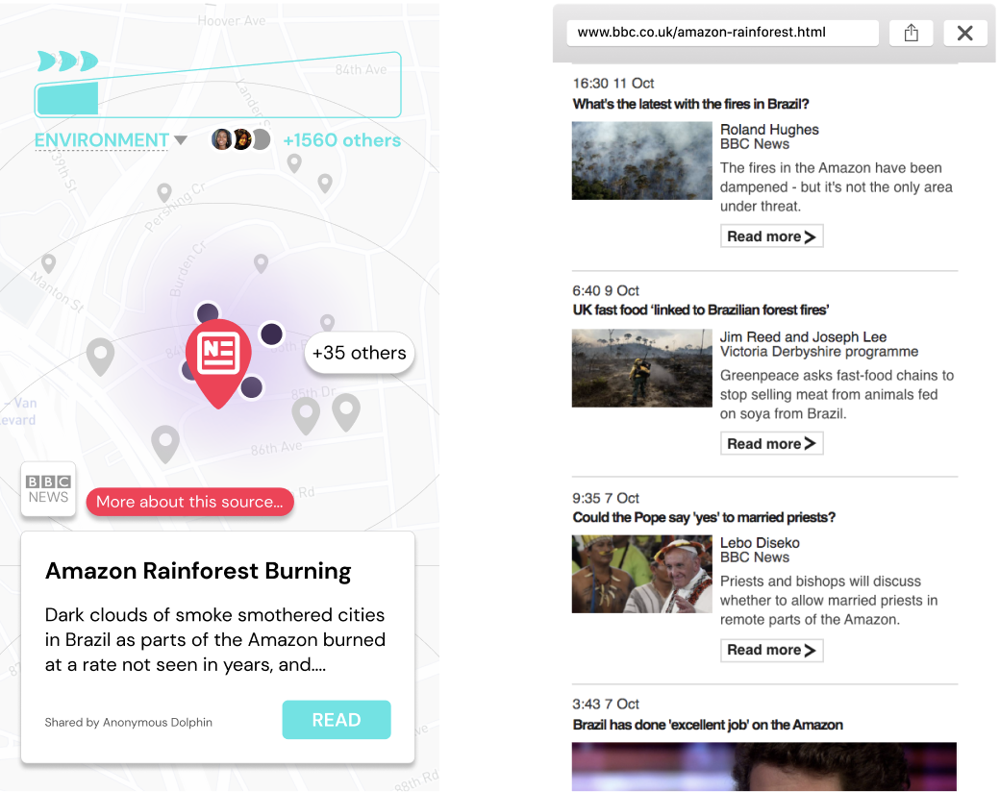 Hoover Ave
84th Ave
ENVIRONMENT
+1560 others
39th St
Pershing Cr
Burden Cr
Manton St
+35 others
85th Dr
86th Ave
- Van
BBC
NEWS
More about this source...
Rd
Amazon Rainforest Burning
Dark clouds of smoke smothered cities
in Brazil as parts of the Amazon burned
at a rate not seen in years, and....
Shared by Anonymous Dolphin
READ
88th Rd
www.bbc.co.uk/amazon-rainforest.html
16:30 11 Oct
What's the latest with the fires in Brazil?
Roland Hughes
BBC News
The fires in the Amazon have been
dampened - but it's not the only area
under threat.
Read more
6:40 9 Oct
UK fast food ‘linked to Brazilian forest fires’
Jim Reed and Joseph Lee
Victoria Derbyshire programme
Greenpeace asks fast-food chains to
stop selling meat from animals fed
on soya from Brazil.
Read more
9:35 7 Oct
Could the Pope say 'yes' to married priests?
Lebo Diseko
BBC News
Priests and bishops will discuss
whether to allow married priests in
remote parts of the Amazon.
Read more
3:43 7 Oct
Brazil has done 'excellent job' on the Amazon